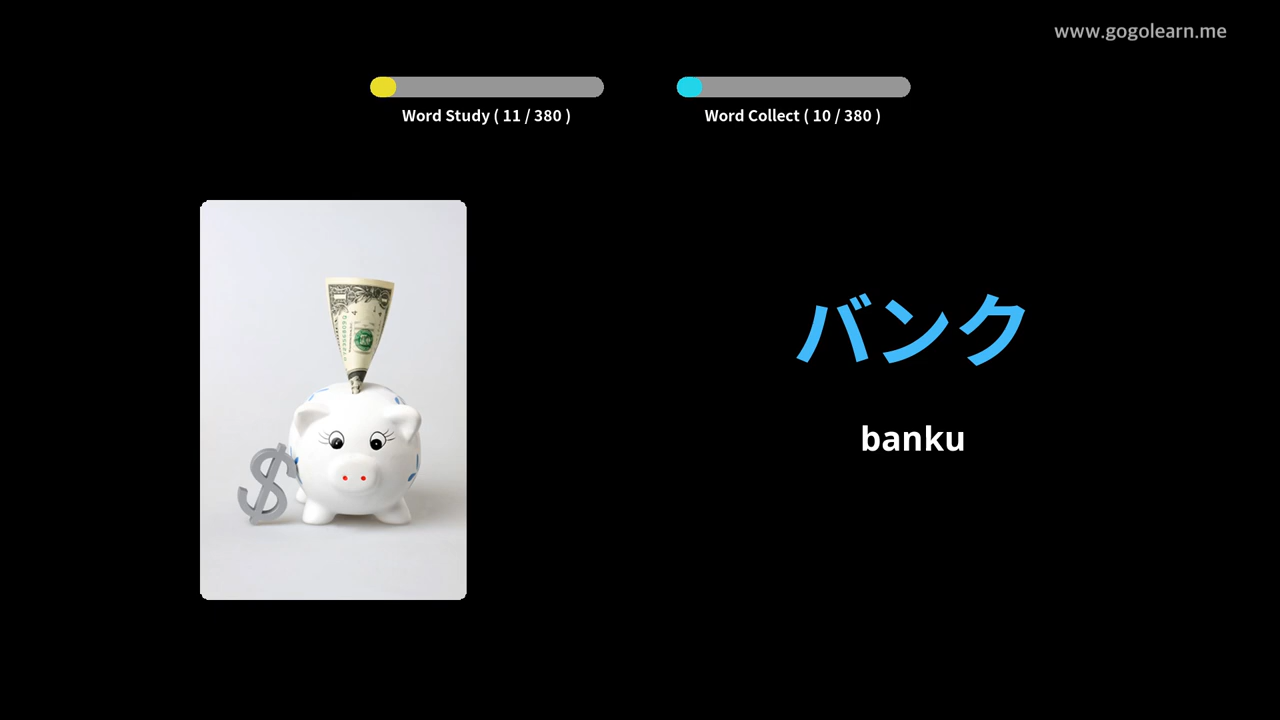 www.gogolearn.me
Word Study ( 11 / 380 )
Word Collect ( 10 / 380 )
バンク
banku
$